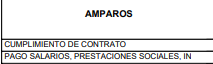 AMPAROS
CUMPLIMIENTO DE CONTRATO
PAGO SALARIOS, PRESTACIONES SOCIALES, IN